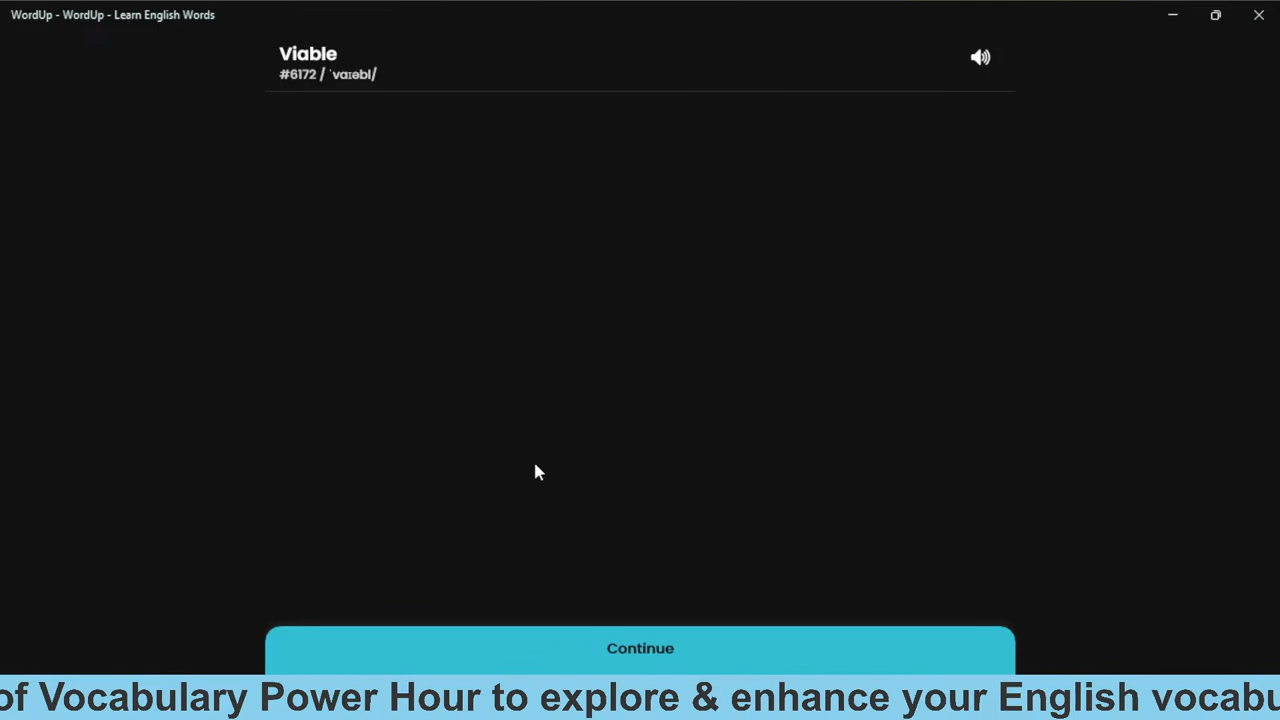 WordUp - WordUp - Learn English Words
Viable
#6172 / ˈvaɪəbl/
Continue
of Vocabulary Power Hour to explore & enhance your English vocabu